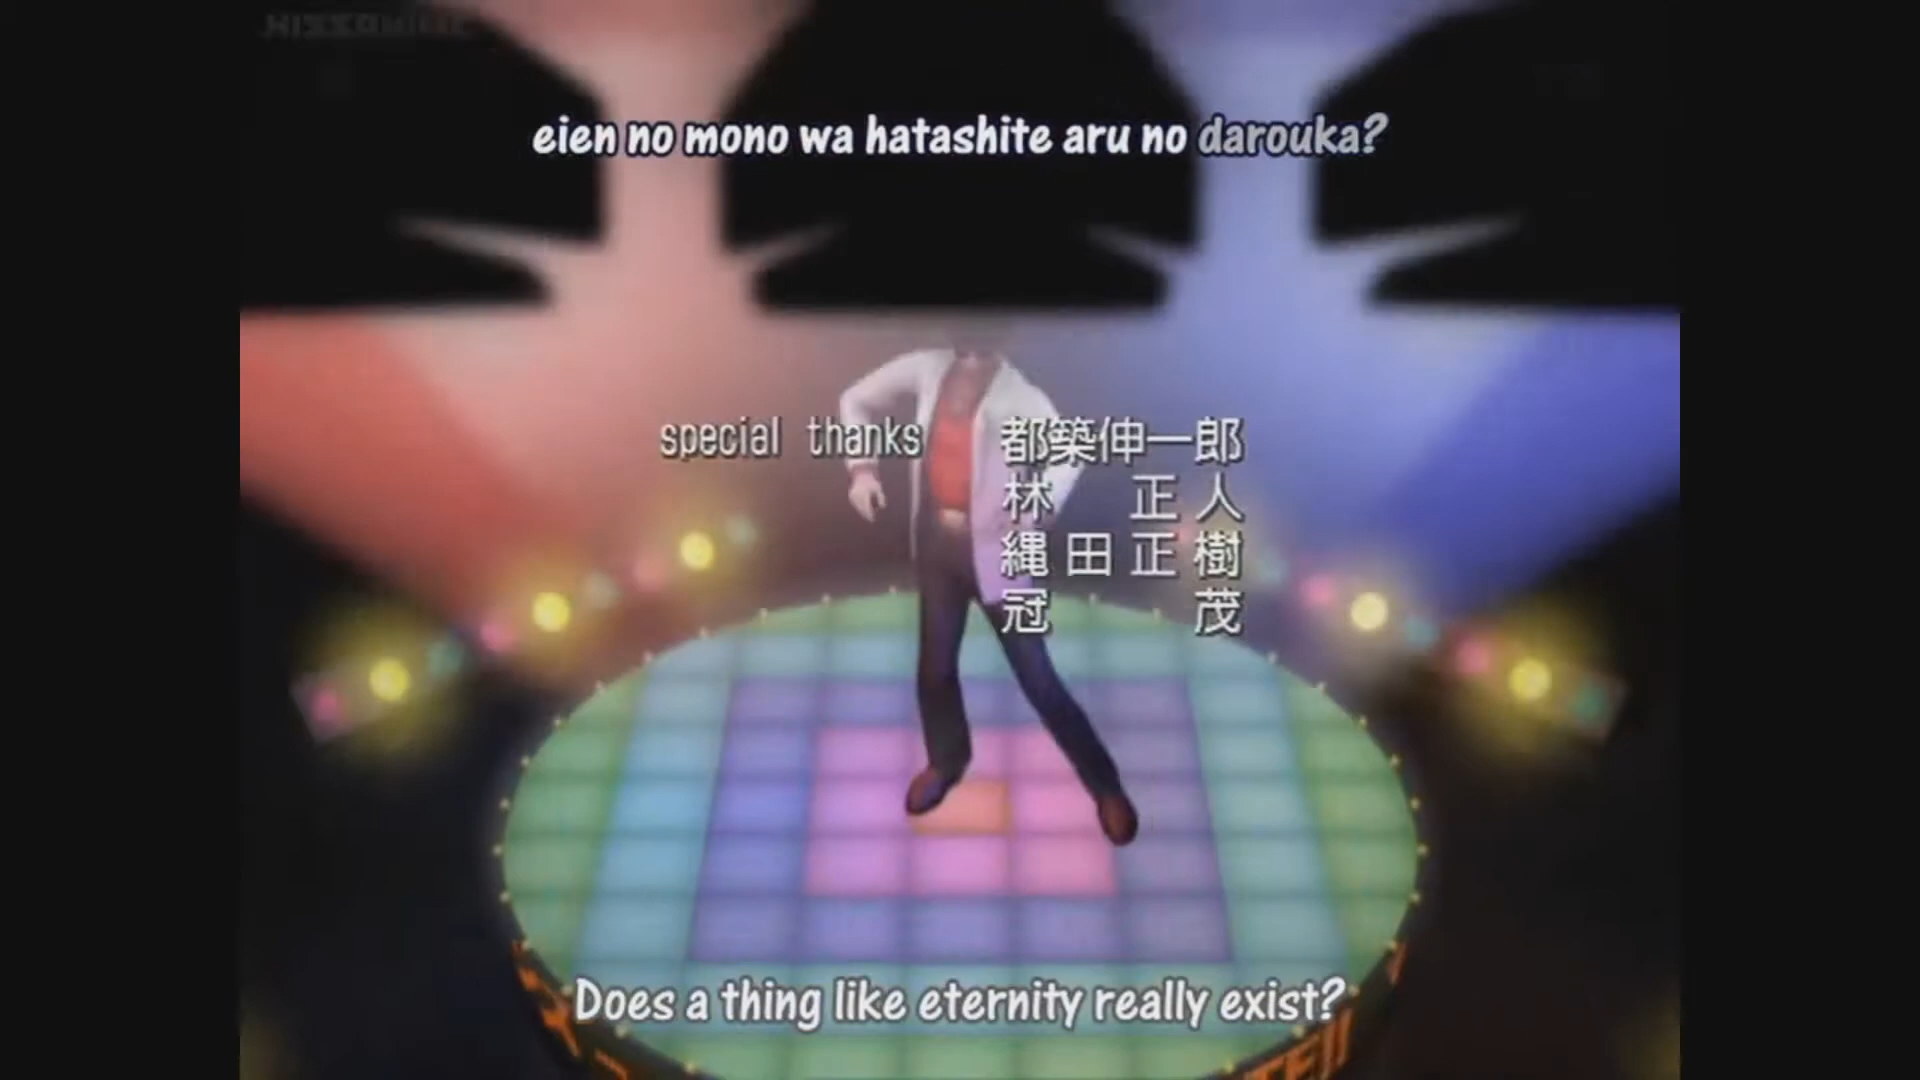 eien no mono wa hatashite aru no darouka?
special thanks 都築伸一郎
林 正人
縄田正樹
冠 茂
Does a thing like eternity really exist?